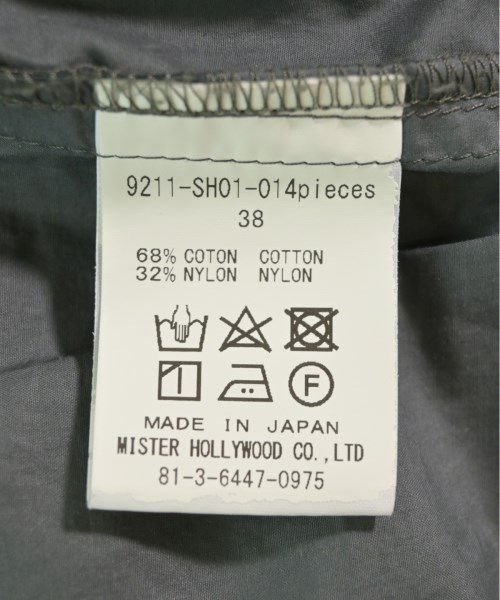 9211-SH01-014pieces
38
68% COTON COTTON
32% NYLON NYLON
F
MADE IN JAPAN
MISTER HOLLYWOOD CO.,LTD
81-3-6447-0975